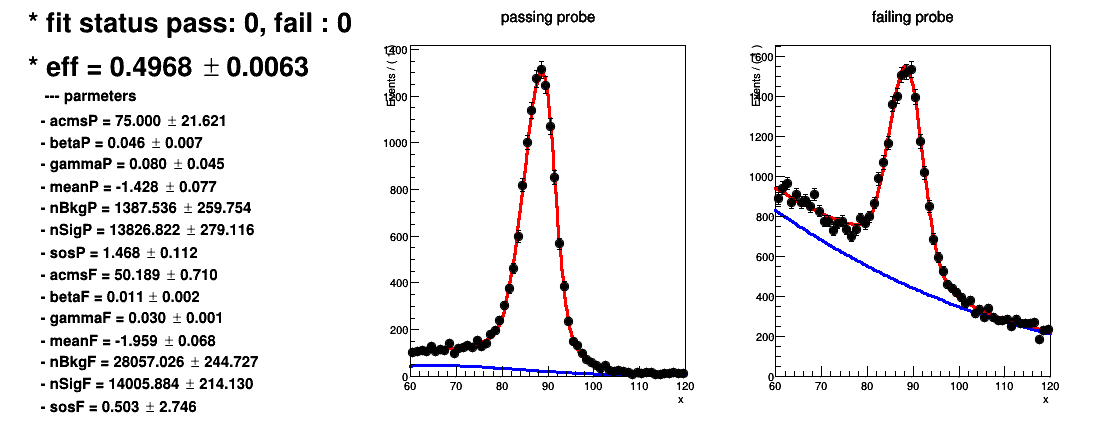 * fit status pass: 0, fail : 0
* eff = 0.4968 ± 0.0063
--- parmeters
- acmsP = 75.000 ± 21.621
- betaP = 0.046 ± 0.007
- gammaP = 0.080 ± 0.045
- meanP = -1.428 ± 0.077
- nBkgP = 1387.536 ± 259.754
- nSigP = 13826.822 ± 279.116
- sosP = 1.468 ± 0.112
- acmsF = 50.189 ± 0.710
- betaF = 0.011 ± 0.002
- gammaF = 0.030 ± 0.001
- meanF = -1.959 ± 0.068
- nBkgF = 28057.026 ± 244.727
- nSigF = 14005.884 ± 214.130
- sosF = 0.503 ± 2.746
passing probe
Events / (
1400
1200
1000
800
600
400
200
0
60 70 80 90 100 110 120
x
failing probe
Events / (
1600
1400
1200
1000
800
600
400
200
0
60 70 80 90 100 110 120
x